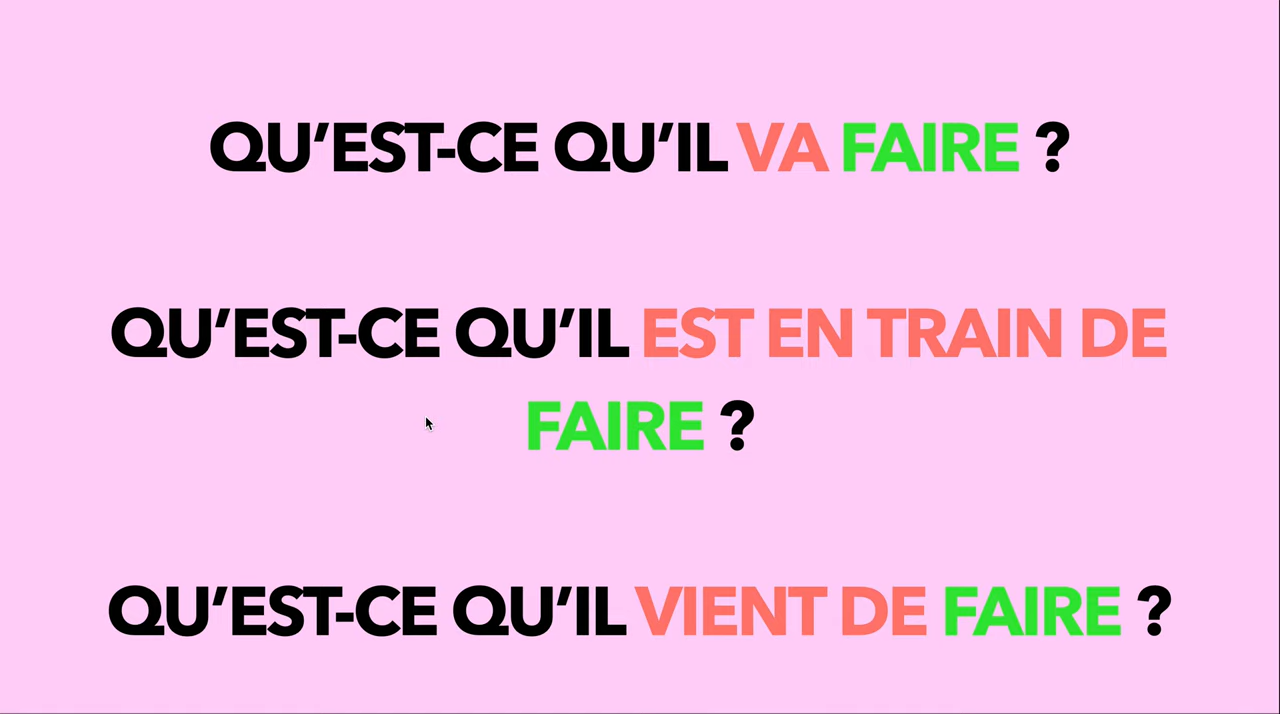 QU’EST-CE QU’IL VA FAIRE ?
QU’EST-CE QU’IL EST EN TRAIN DE
FAIRE ?
QU’EST-CE QU’IL VIENT DE FAIRE ?